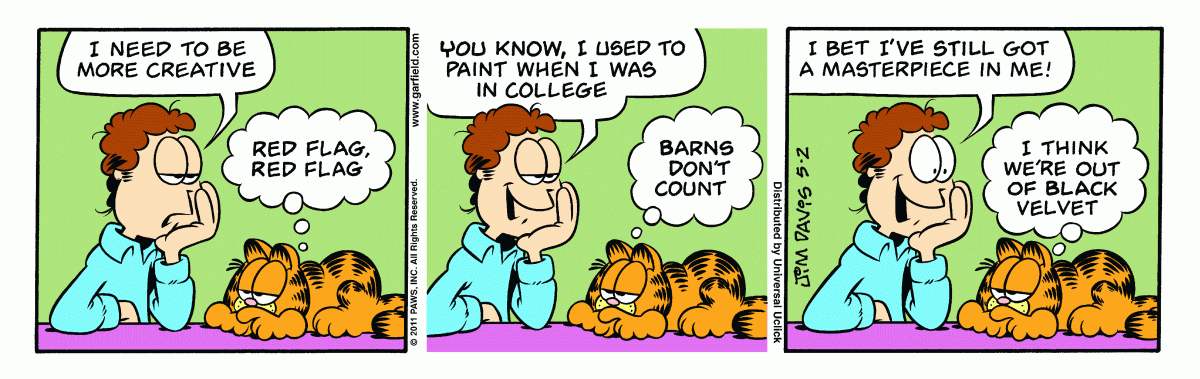 I NEED TO BE
MORE CREATIVE
RED FLAG,
RED FLAG
www.garfield.com
© 2011 PAWS, INC. All Rights Reserved.
YOU KNOW, I USED TO
PAINT WHEN I WAS
IN COLLEGE
BARNS
DON'T
COUNT
Distributed by Universal Uclick
I BET I'VE STILL GOT
A MASTERPIECE IN ME!
JIM DAVIS 5·2
I THINK
WE'RE OUT
OF BLACK
VELVET